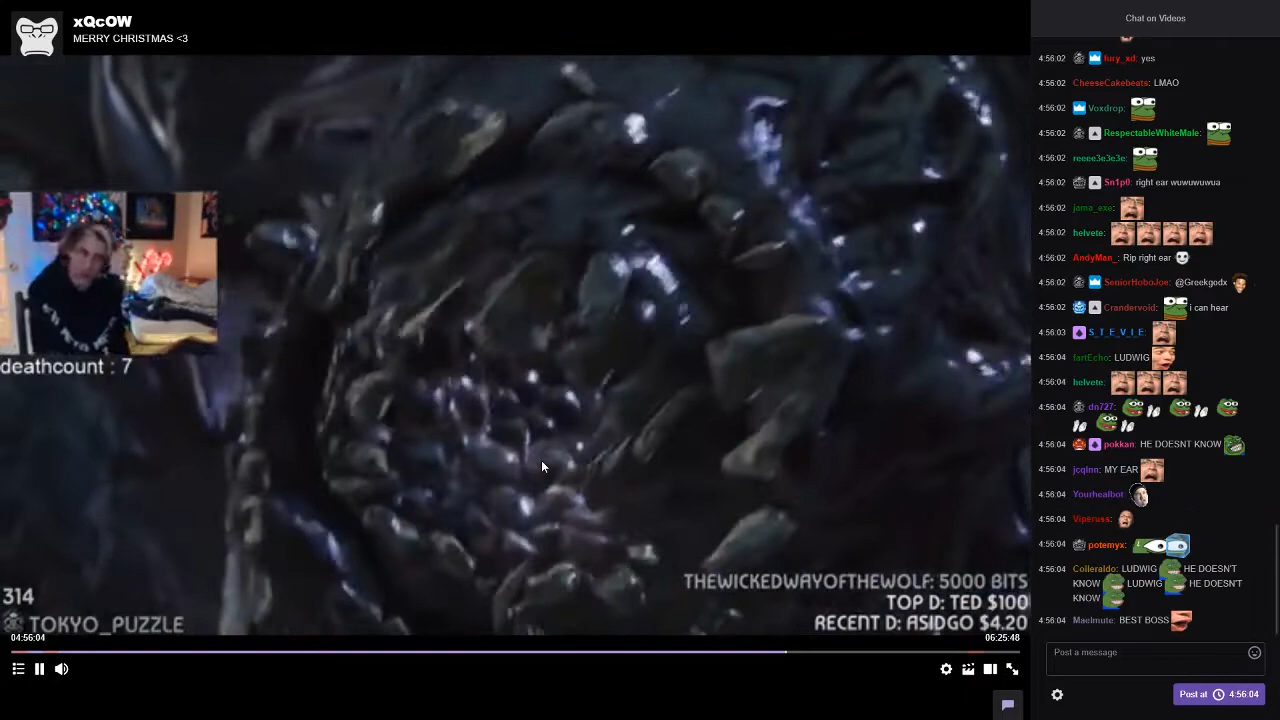 xQcOW
MERRY CHRISTMAS <3
deathcount : 7
314
TOKYO_PUZZLE
THEWICKEDWAYOFTHEWOLF: 5000 BITS
TOP D: TED $100
RECENT D: ASIDGO $4.20
04:56:04
06:25:48
Chat on Videos
4:56:02 fury_xd: yes
4:56:02 CheeseCakebeats: LMAO
4:56:02 Voxdrop:
4:56:02 RespectableWhiteMale:
4:56:02 reeee3e3e3e:
4:56:02 Sn1p0: right ear wuwuwuwua
4:56:02 jama_exe:
4:56:02 helvete:
4:56:02 AndyMan_: Rip right ear
4:56:02 SeniorHoboJoe: @Greekgodx
4:56:02 Crandervoid: i can hear
4:56:03 S_T_E_V_I_E:
4:56:04 fartEcho: LUDWIG
4:56:04 helvete:
4:56:04 dn727:
4:56:04 pokkan: HE DOESNT KNOW
4:56:04 jcqlnn: MY EAR
4:56:04 Yourhealbot
4:56:04 Viperuss:
4:56:04 potemyx:
4:56:04 Coileraldo: LUDWIG HE DOESN'T
KNOW LUDWIG HE DOESN'T
KNOW
4:56:04 Maelmute: BEST BOSS
Post a message
Post at 4:56:04